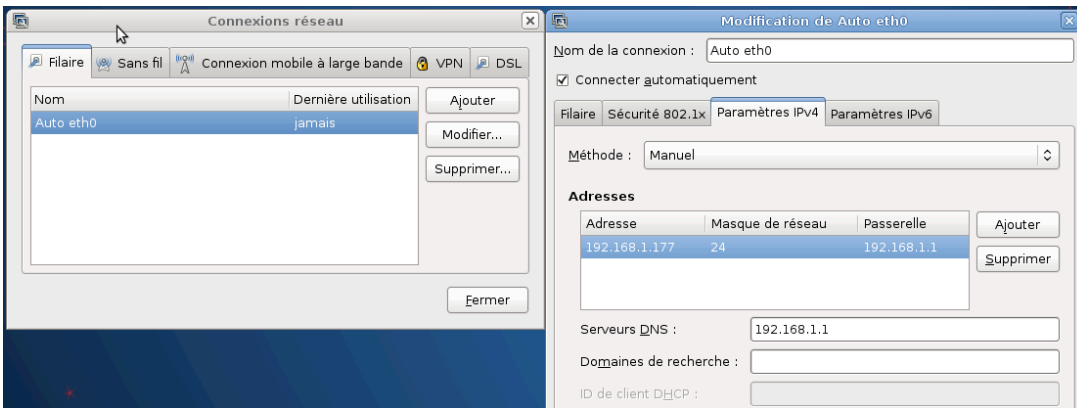 Connexions réseau
Filaire Sans fil Connexion mobile à large bande VPN DSL
Nom Dernière utilisation
Auto eth0 jamais
Ajouter
Modifier...
Supprimer...
Fermer
Modification de Auto eth0
Nom de la connexion : Auto eth0
Connecter automatiquement
Filaire Sécurité 802.1x Paramètres IPv4 Paramètres IPv6
Méthode : Manuel
Adresses
Adresse Masque de réseau Passerelle
192.168.1.177 24 192.168.1.1
Ajouter
Supprimer
Serveurs DNS : 192.168.1.1
Domaines de recherche :
ID de client DHCP :